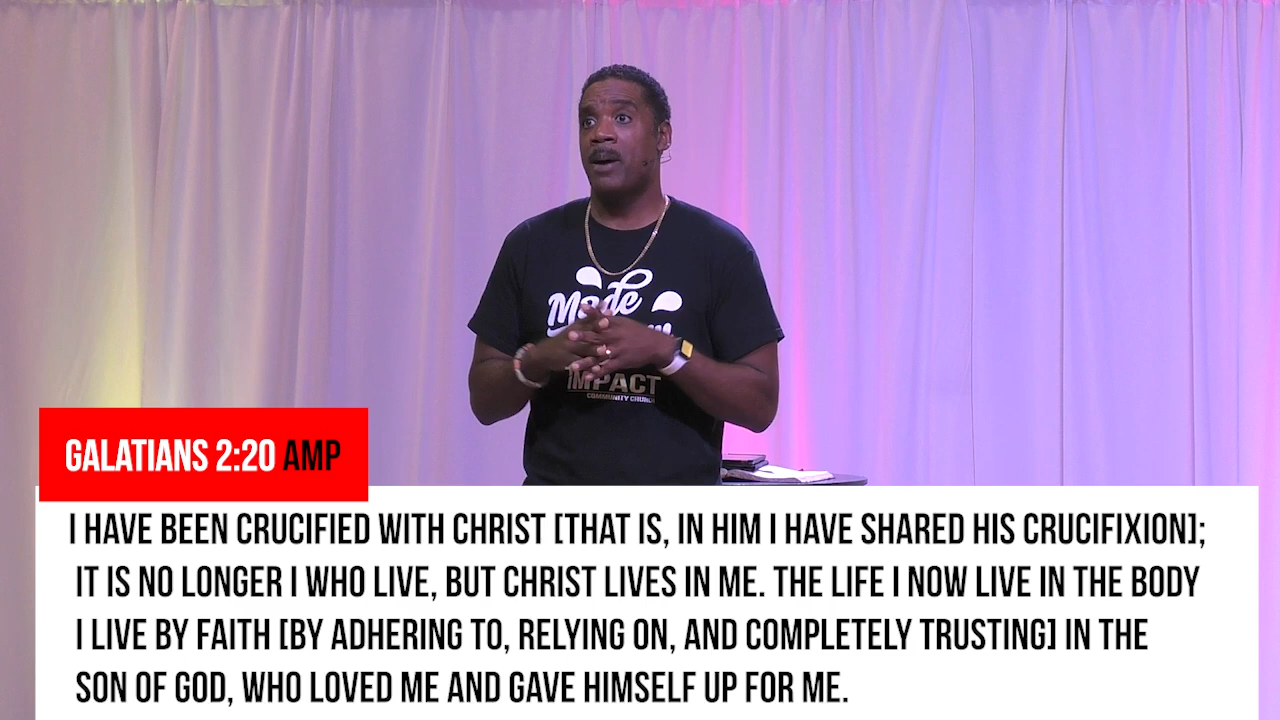 Made
IMPACT
COMMUNITY CHURCH
GALATIANS 2:20 AMP
I HAVE BEEN CRUCIFIED WITH CHRIST [THAT IS, IN HIM I HAVE SHARED HIS CRUCIFIXION];
IT IS NO LONGER I WHO LIVE, BUT CHRIST LIVES IN ME. THE LIFE I NOW LIVE IN THE BODY
I LIVE BY FAITH [BY ADHERING TO, RELYING ON, AND COMPLETELY TRUSTING] IN THE
SON OF GOD, WHO LOVED ME AND GAVE HIMSELF UP FOR ME.